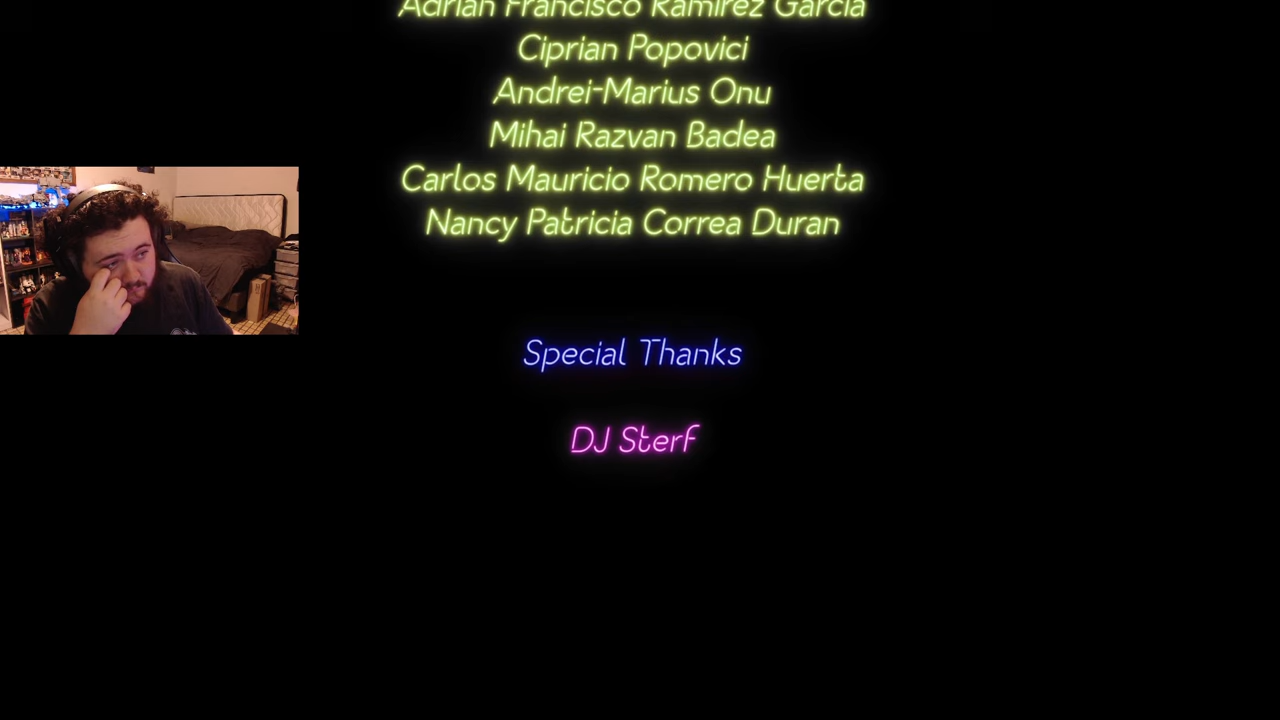 Adrian Francisco Ramirez Garcia
Ciprian Popovici
Andrei-Marius Onu
Mihai Razvan Badea
Carlos Mauricio Romero Huerta
Nancy Patricia Correa Duran
Special Thanks
DJ Sterf